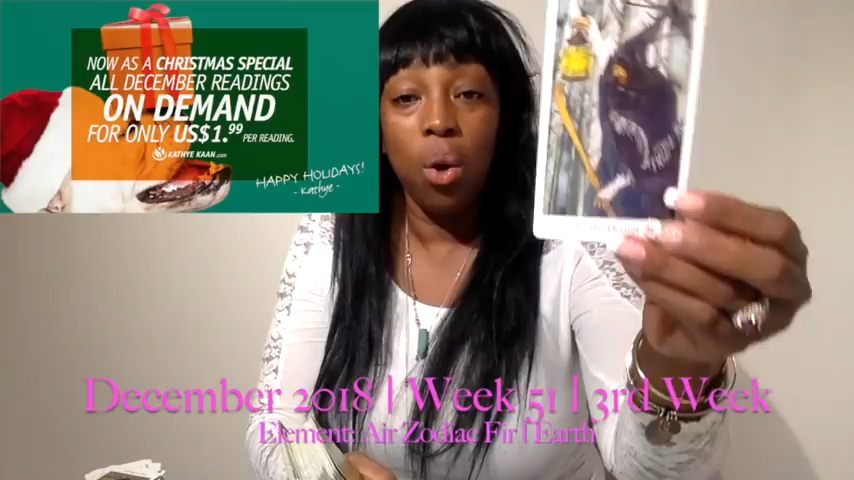 NOW AS A CHRISTMAS SPECIAL
ALL DECEMBER READINGS
ON DEMAND
FOR ONLY US$1.99 PER READING.
KATHYE KAAN.com
HAPPY HOLIDAYS!
- Kathye -
December 2018 | Week 51 | 3rd Week
Element: Air Zodiac Fir | Earth